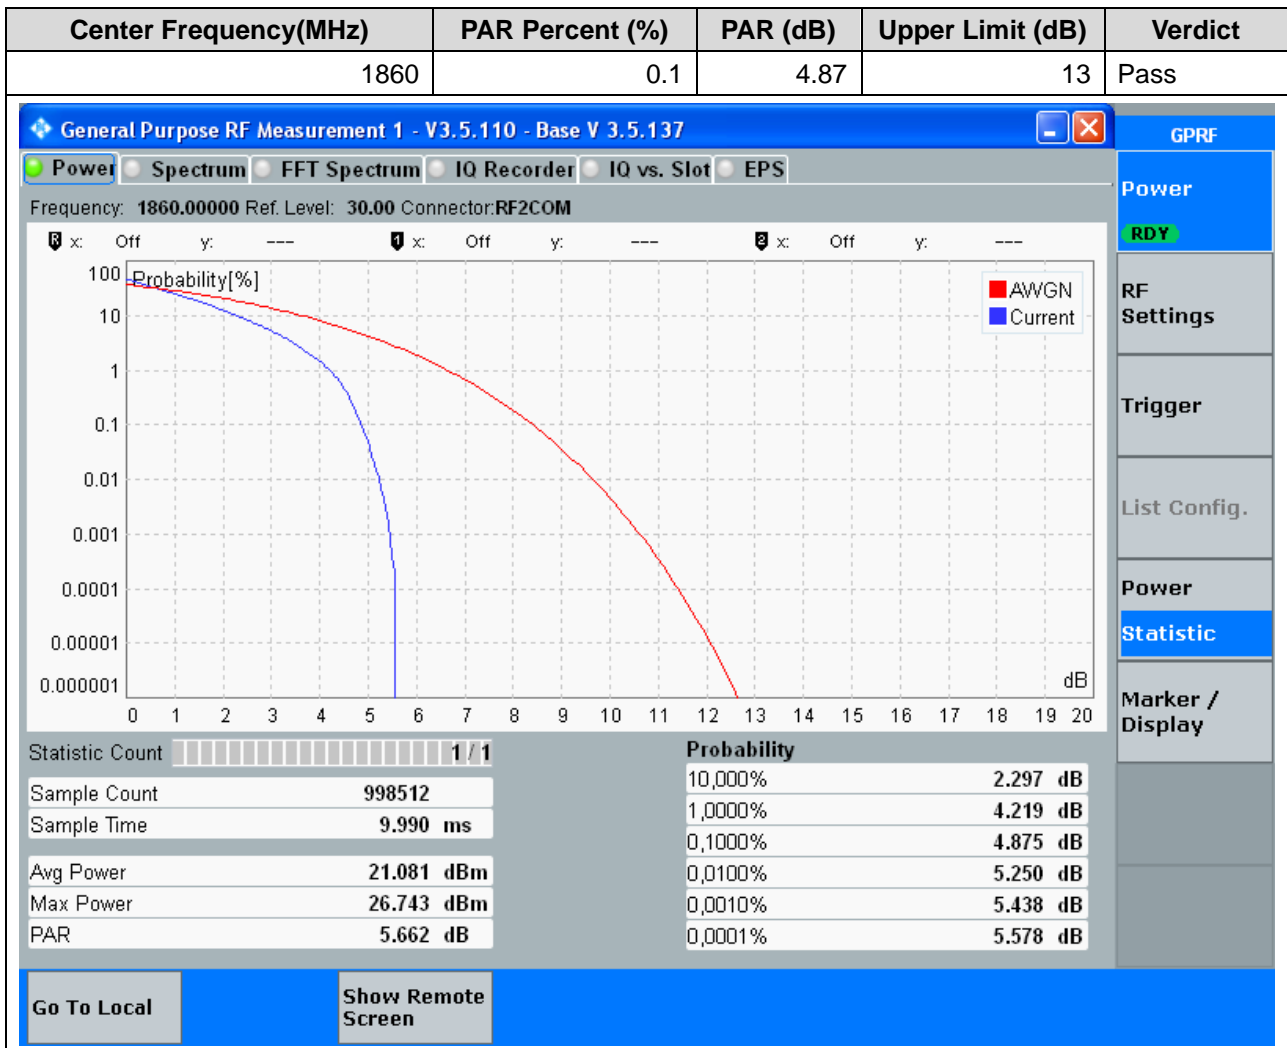 Center Frequency(MHz) PAR Percent (%) PAR (dB) Upper Limit (dB) Verdict
1860 0.1 4.87 13 Pass
General Purpose RF Measurement 1 - V3.5.110 - Base V 3.5.137
GPRF
Power Spectrum FFT Spectrum IQ Recorder IQ vs. Slot EPS
Power
RDY
Frequency: 1860.00000 Ref. Level: 30.00 Connector:RF2COM
R x: Off y: --- 1 x: Off y: --- 2 x: Off y: ---
Probability[%]
AWGN
Current
100
10
1
0.1
0.01
0.001
0.0001
0.00001
0.000001
dB
0 1 2 3 4 5 6 7 8 9 10 11 12 13 14 15 16 17 18 19 20
RF
Settings
Trigger
List Config.
Power
Statistic
Marker /
Display
Statistic Count 1 / 1
Sample Count 998512
Sample Time 9.990 ms
Avg Power 21.081 dBm
Max Power 26.743 dBm
PAR 5.662 dB
Probability
10,000% 2.297 dB
1,0000% 4.219 dB
0,1000% 4.875 dB
0,0100% 5.250 dB
0,0010% 5.438 dB
0,0001% 5.578 dB
Go To Local
Show Remote
Screen